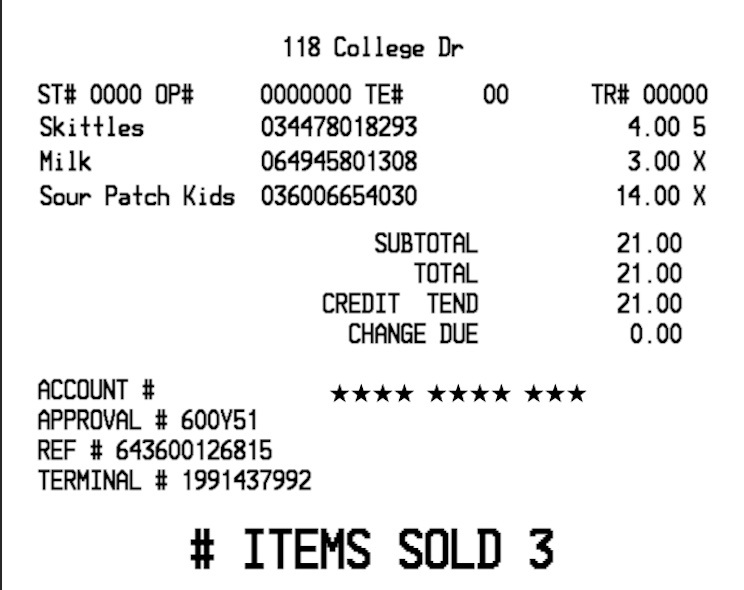 118 College Dr
ST# 0000 OP# 0000000 TE# 00 TR# 00000
Skittles 034478018293 4.00 5
Milk 064945801308 3.00 X
Sour Patch Kids 036006654030 14.00 X
SUBTOTAL 21.00
TOTAL 21.00
CREDIT TEND 21.00
CHANGE DUE 0.00
ACCOUNT # ★★★★ ★★★★ ★★★
APPROVAL # 600Y51
REF # 643600126815
TERMINAL # 1991437992
# ITEMS SOLD 3